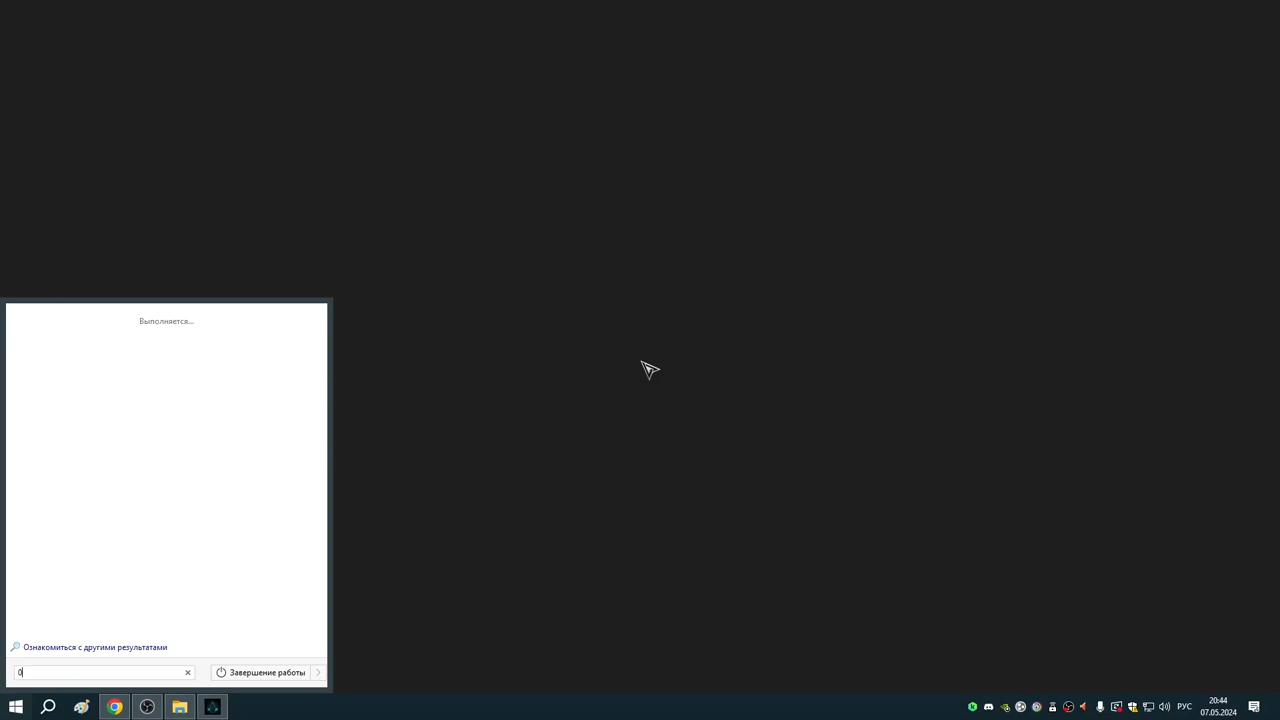 Выполняется...
Ознакомиться с другими результатами
0
Завершение работы
РУС
20:44
07.05.2024